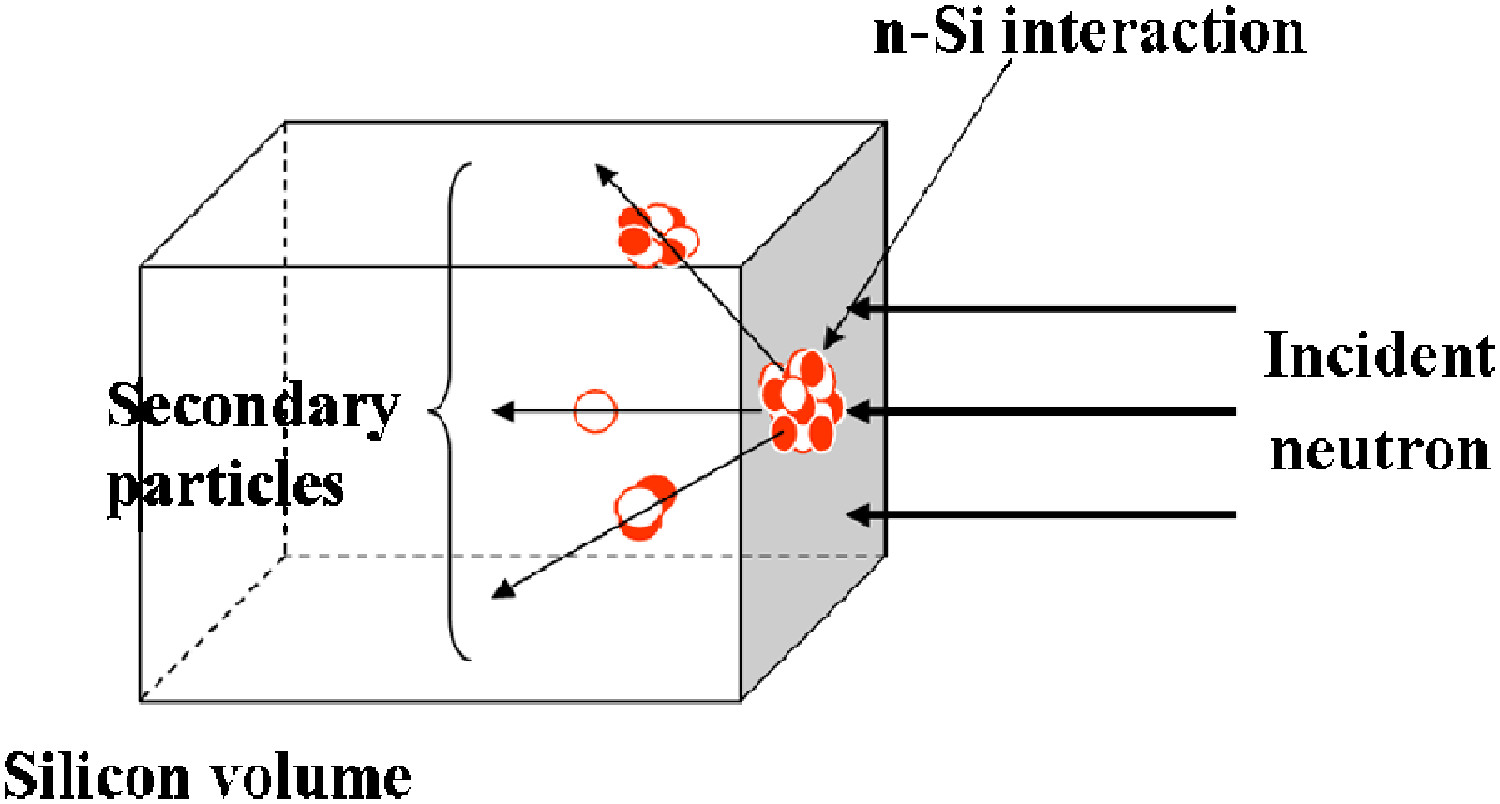 n-Si interaction
Incident
neutron
Secondary
particles
Silicon volume